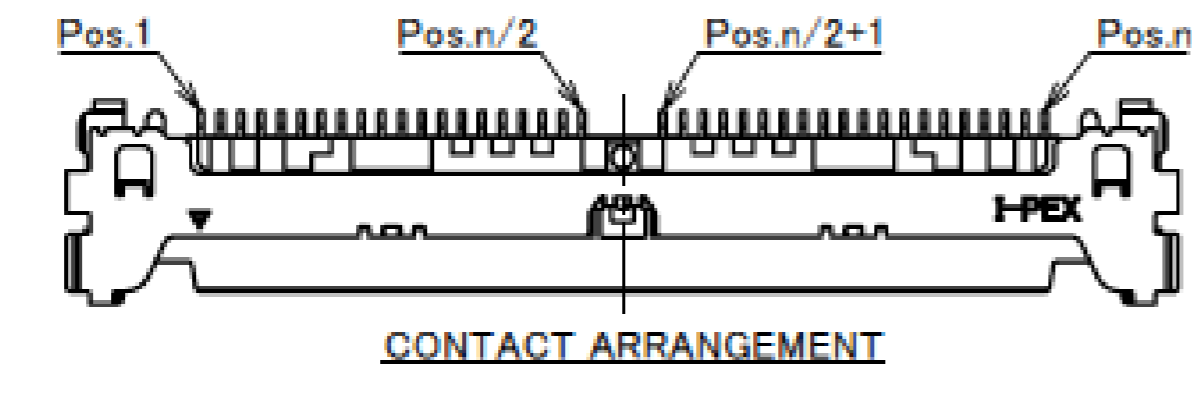 Pos.1
Pos.n/2
Pos.n/2+1
Pos.n
I-PEX
CONTACT ARRANGEMENT